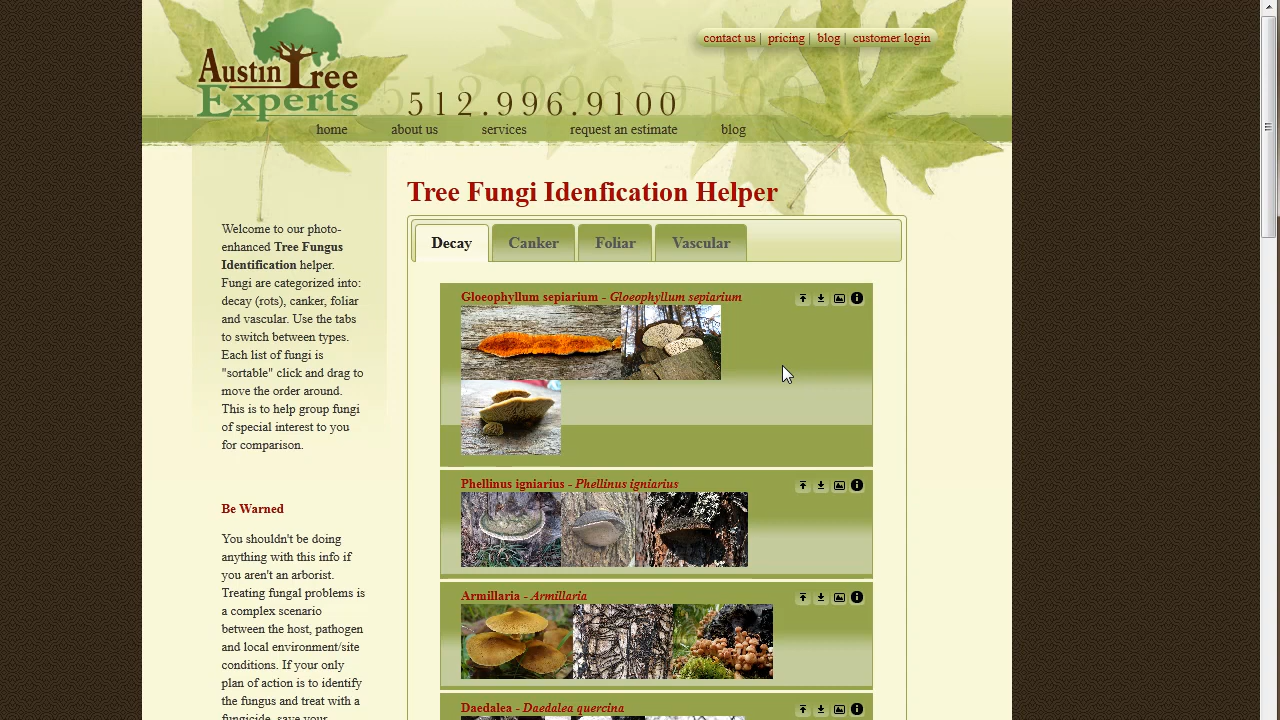 contact us | pricing | blog | customer login
Austin Tree
Experts
512.996.9100
home about us services request an estimate blog
Tree Fungi Idenfication Helper
Decay Canker Foliar Vascular
Welcome to our photo-
enhanced Tree Fungus
Identification helper.
Fungi are categorized into:
decay (rots), canker, foliar
and vascular. Use the tabs
to switch between types.
Each list of fungi is
"sortable" click and drag to
move the order around.
This is to help group fungi
of special interest to you
for comparison.
Be Warned
You shouldn't be doing
anything with this info if
you aren't an arborist.
Treating fungal problems is
a complex scenario
between the host, pathogen
and local environment/site
conditions. If your only
plan of action is to identify
the fungus and treat with a
fungicide, save your
Gloeophyllum sepiarium - Gloeophyllum sepiarium
Phellinus igniarius - Phellinus igniarius
Armillaria - Armillaria
Daedalea - Daedalea quercina